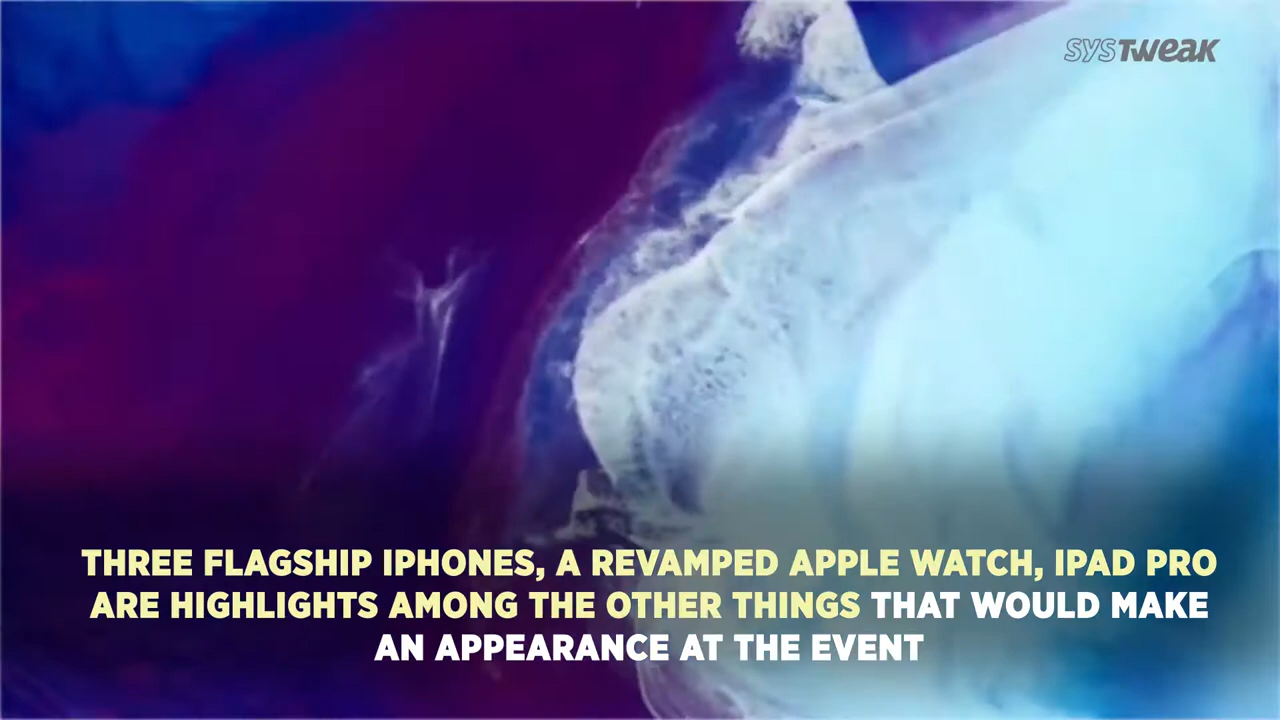 SYSTweak
THREE FLAGSHIP IPHONES, A REVAMPED APPLE WATCH, IPAD PRO
ARE HIGHLIGHTS AMONG THE OTHER THINGS THAT WOULD MAKE
AN APPEARANCE AT THE EVENT